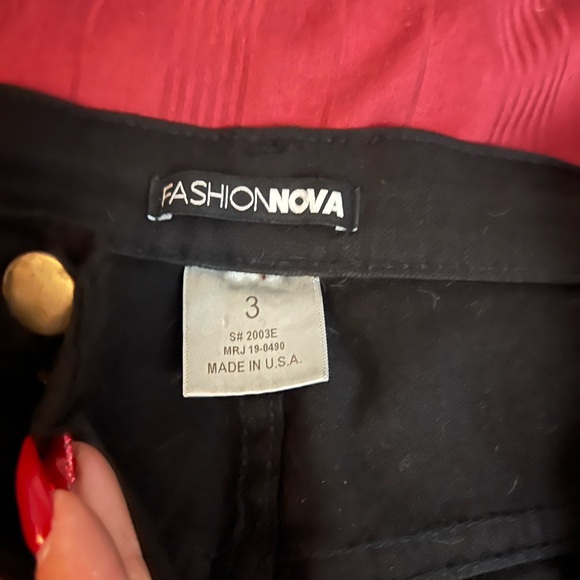 FASHIONNOVA
3
S# 2003E
MRJ 19-0490
MADE IN U.S.A.